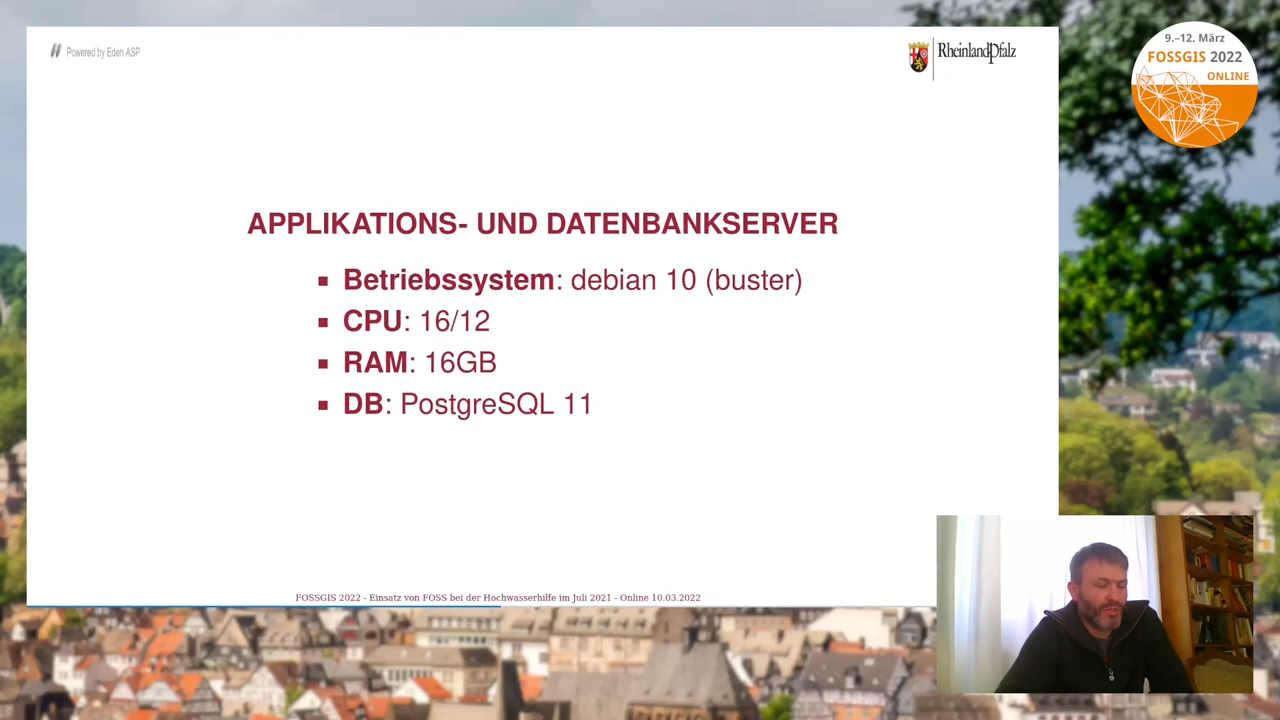 Powered by Eden ASP
RheinlandPfalz
9.–12. März
FOSSGIS 2022
ONLINE
APPLIKATIONS- UND DATENBANKSERVER
▪ Betriebssystem: debian 10 (buster)
▪ CPU: 16/12
▪ RAM: 16GB
▪ DB: PostgreSQL 11
FOSSGIS 2022 - Einsatz von FOSS bei der Hochwasserhilfe im Juli 2021 - Online 10.03.2022